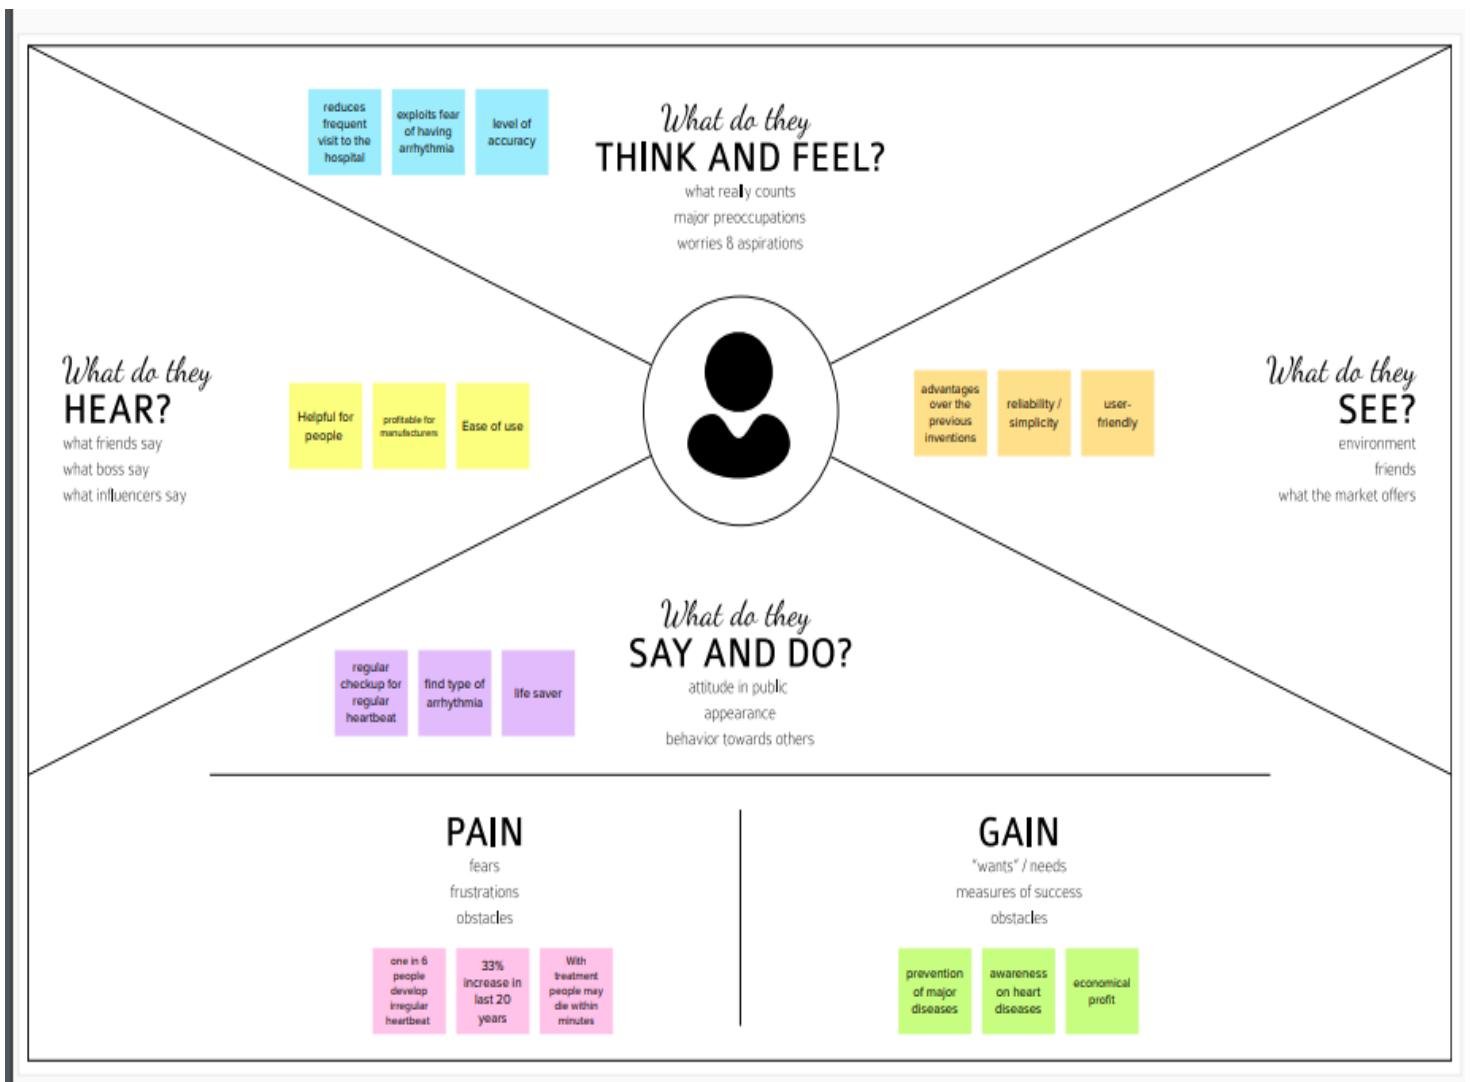 reduces
frequent
visit to the
hospital
exploits fear
of having
arrhythmia
level of
accuracy
What do they
THINK AND FEEL?
what really counts
major preoccupations
worries & aspirations
What do they
HEAR?
what friends say
what boss say
what influencers say
Helpful for
people
profitable for
manufacturers
Ease of use
advantages
over the
previous
inventions
reliability /
simplicity
user-
friendly
What do they
SEE?
environment
friends
what the market offers
What do they
SAY AND DO?
attitude in public
appearance
behavior towards others
regular
checkup for
regular
heartbeat
find type of
arrhythmia
life saver
PAIN
fears
frustrations
obstacles
one in 6
people
develop
irregular
heartbeat
33%
increase in
last 20
years
With
treatment
people may
die within
minutes
GAIN
"wants" / needs
measures of success
obstacles
prevention
of major
diseases
awareness
on heart
diseases
economical
profit